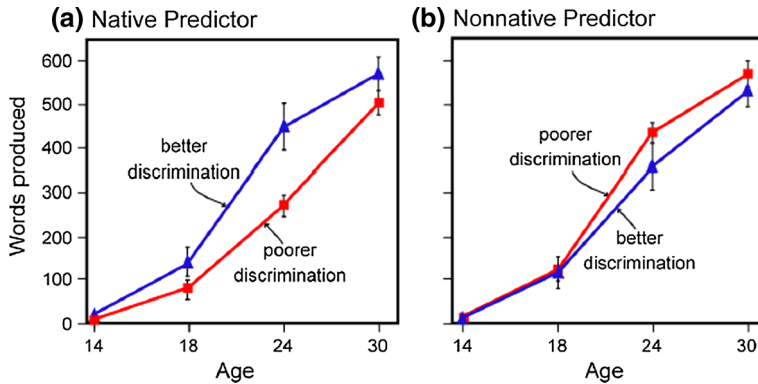 (a) Native Predictor
(b) Nonnative Predictor
Words produced
600
500
400
300
200
100
0
better
discrimination
poorer
discrimination
14
18
24
30
Age
poorer
discrimination
better
discrimination
14
18
24
30
Age